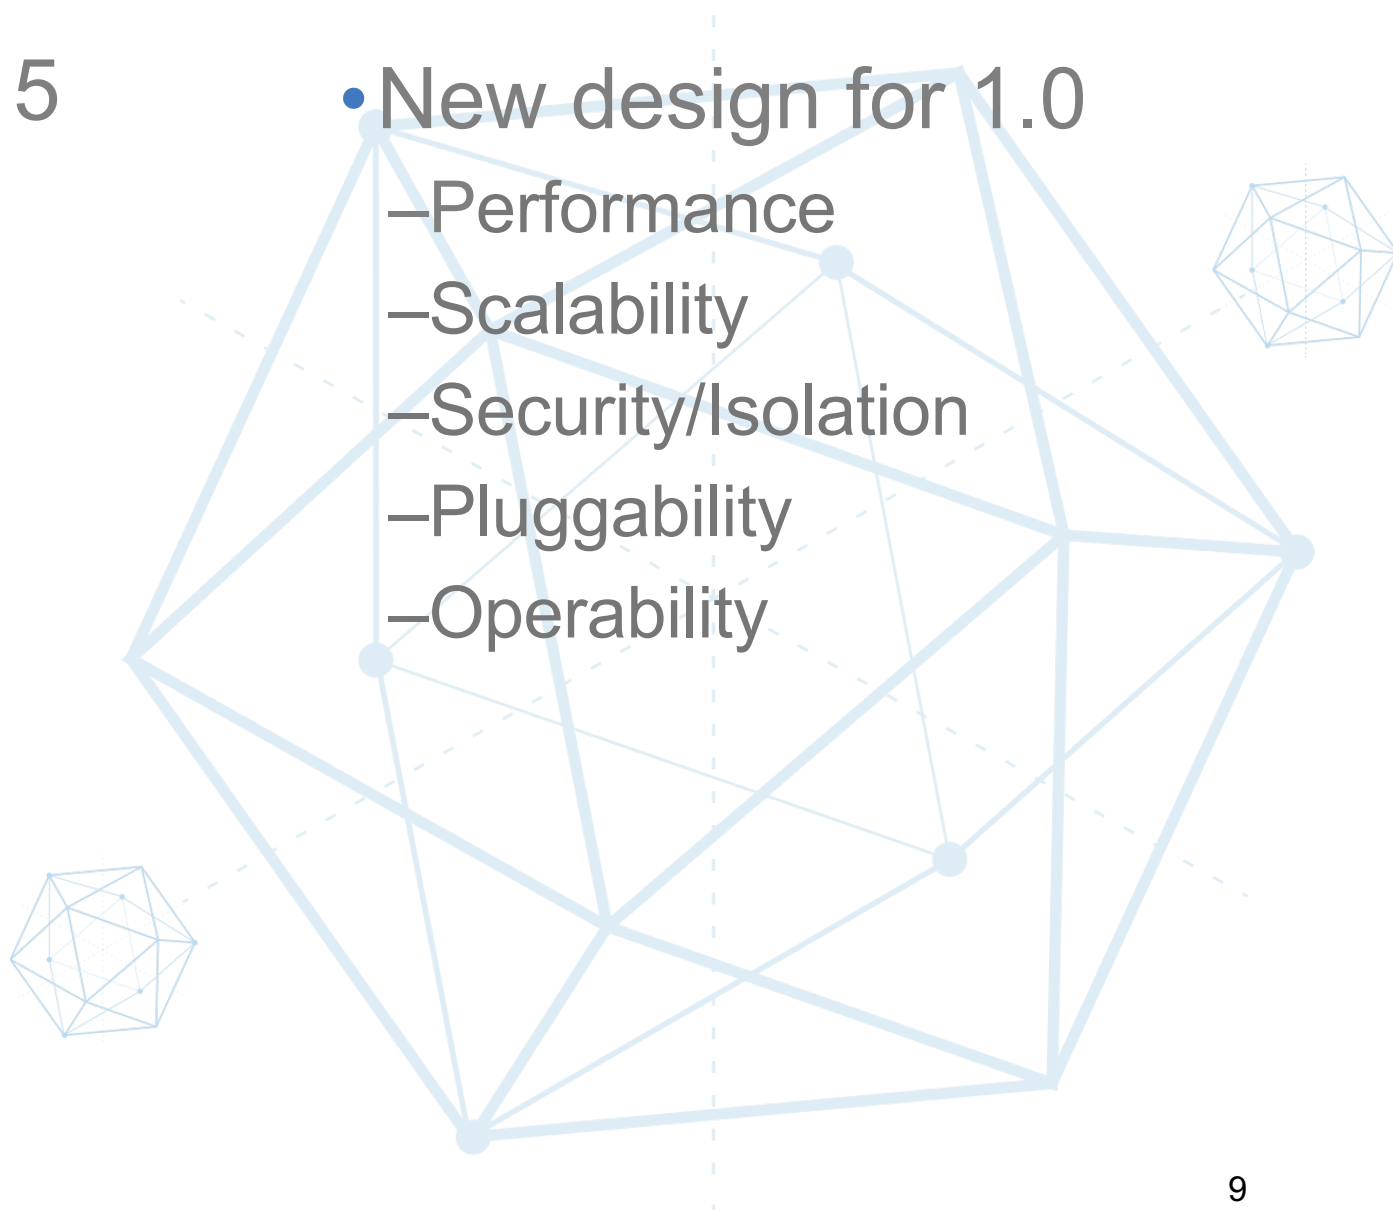 5
•New design for 1.0
–Performance
–Scalability
–Security/Isolation
–Pluggability
–Operability
9